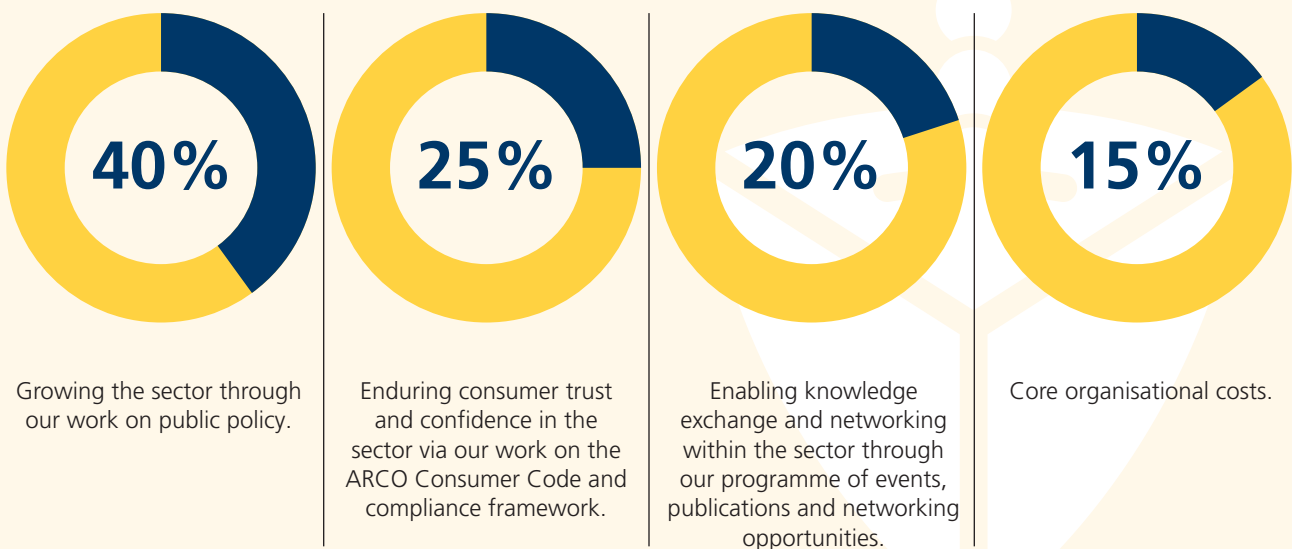 40%
Growing the sector through
our work on public policy.
25%
Enduring consumer trust
and confidence in the
sector via our work on the
ARCO Consumer Code and
compliance framework.
20%
Enabling knowledge
exchange and networking
within the sector through
our programme of events,
publications and networking
opportunities.
15%
Core organisational costs.